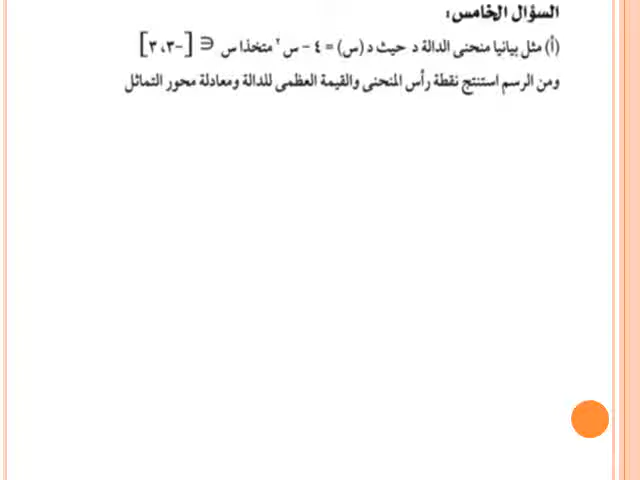 السؤال الخامس:
(أ) مثل بيانيا منحنى الدالة د حيث د (س) = ٤ - س ٢ متخذا س ∈ [-٣، ٣]
ومن الرسم استنتج نقطة رأس المنحنى والقيمة العظمى للدالة ومعادلة محور التماثل